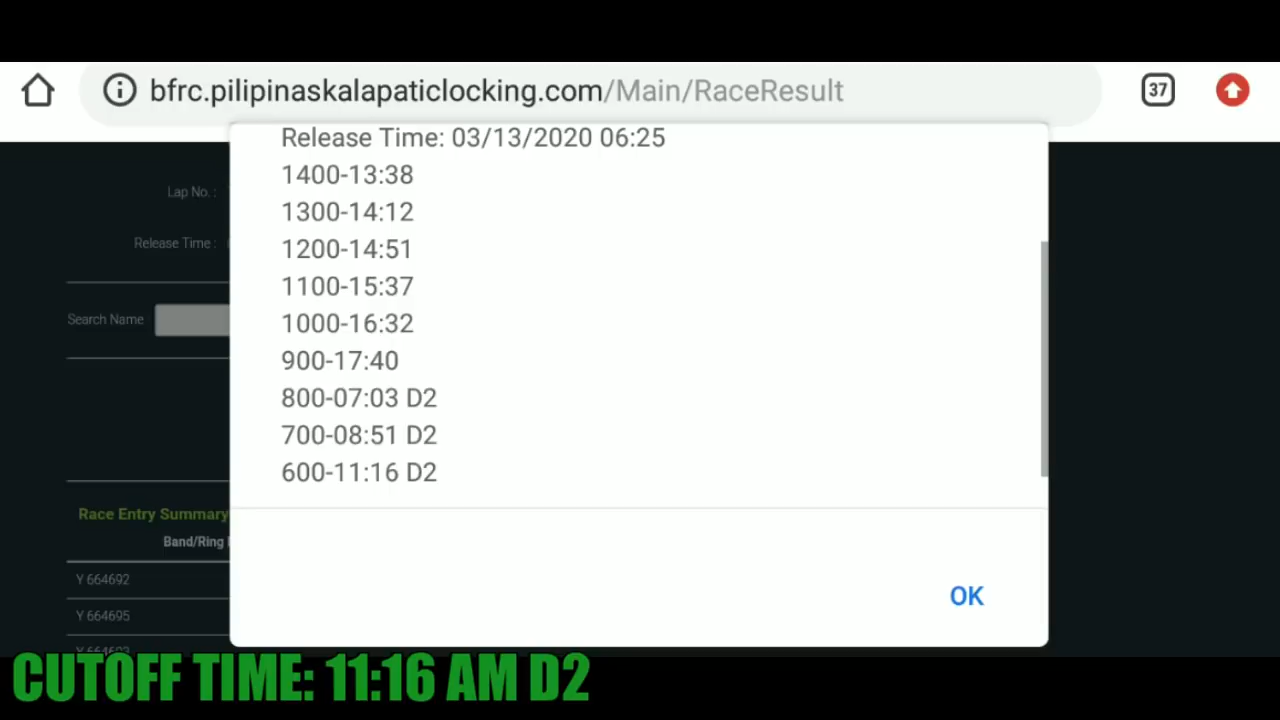 bfrc.pilipinaskalapaticlocking.com/Main/RaceResult
37
Release Time: 03/13/2020 06:25
1400-13:38
1300-14:12
1200-14:51
1100-15:37
1000-16:32
900-17:40
800-07:03 D2
700-08:51 D2
600-11:16 D2
OK
Lap No. :
Release Time :
Search Name
Race Entry Summary
Band/Ring
Y 664692
Y 664695
CUTOFF TIME: 11:16 AM D2